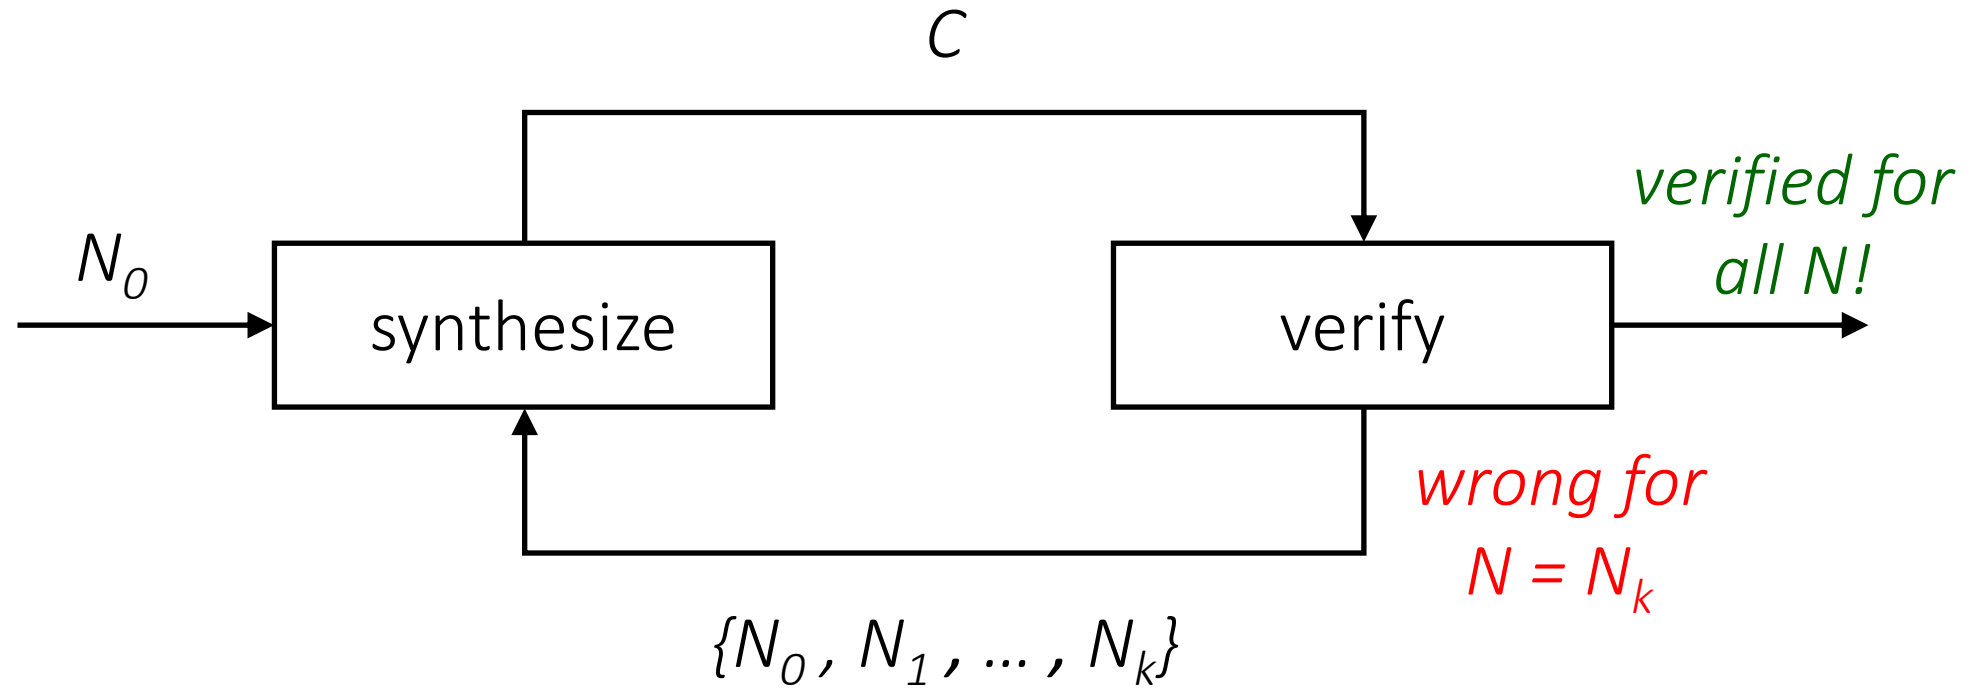 C
N₀
synthesize
verify
verified for
all N!
wrong for
N = Nₖ
{N₀ , N₁ , ... , Nₖ}